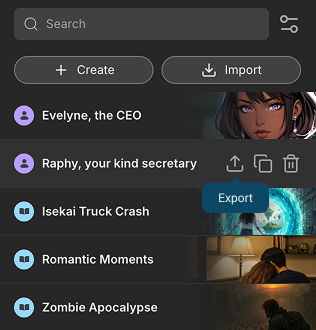 Search
Create
Import
Evelyne, the CEO
Raphy, your kind secretary
Export
Isekai Truck Crash
Romantic Moments
Zombie Apocalypse